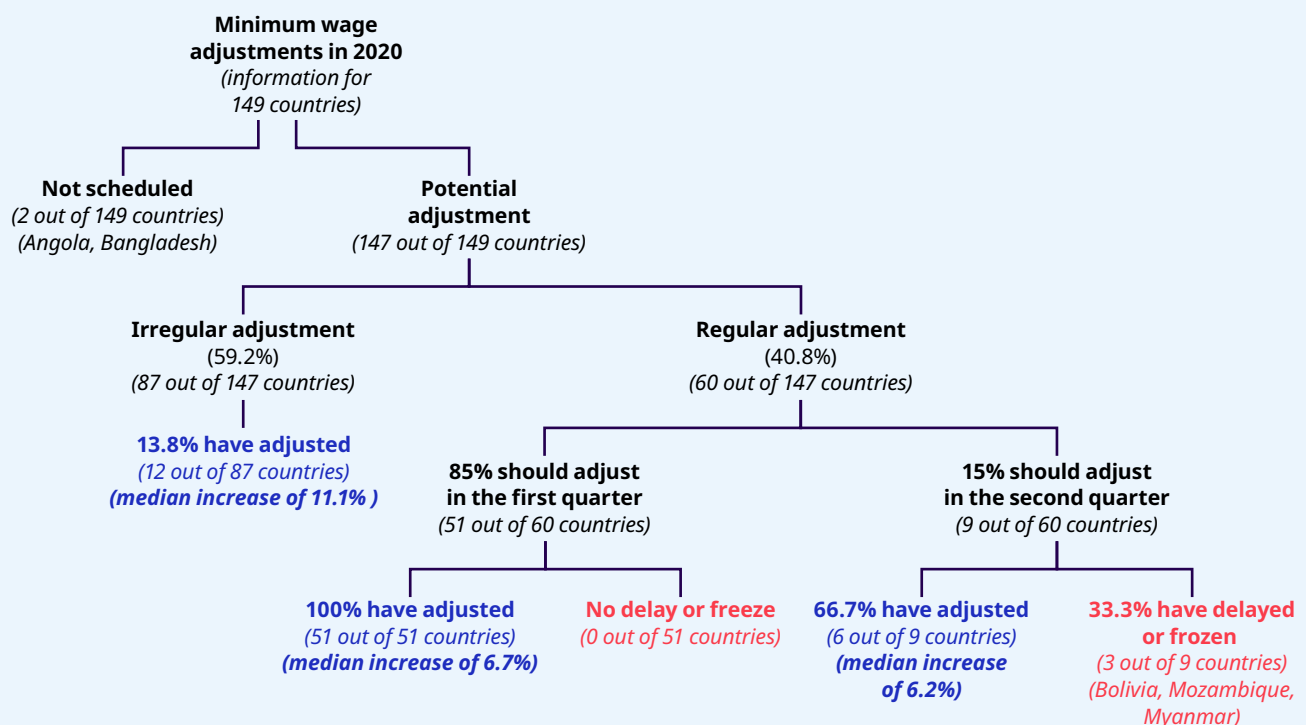 Minimum wage
adjustments in 2020
(information for
149 countries)
Not scheduled
(2 out of 149 countries)
(Angola, Bangladesh)
Potential
adjustment
(147 out of 149 countries)
Irregular adjustment
(59.2%)
(87 out of 147 countries)
Regular adjustment
(40.8%)
(60 out of 147 countries)
13.8% have adjusted
(12 out of 87 countries)
(median increase of 11.1% )
85% should adjust
in the first quarter
(51 out of 60 countries)
15% should adjust
in the second quarter
(9 out of 60 countries)
100% have adjusted
(51 out of 51 countries)
(median increase of 6.7%)
No delay or freeze
(0 out of 51 countries)
66.7% have adjusted
(6 out of 9 countries)
(median increase
of 6.2%)
33.3% have delayed
or frozen
(3 out of 9 countries)
(Bolivia, Mozambique,
Myanmar)